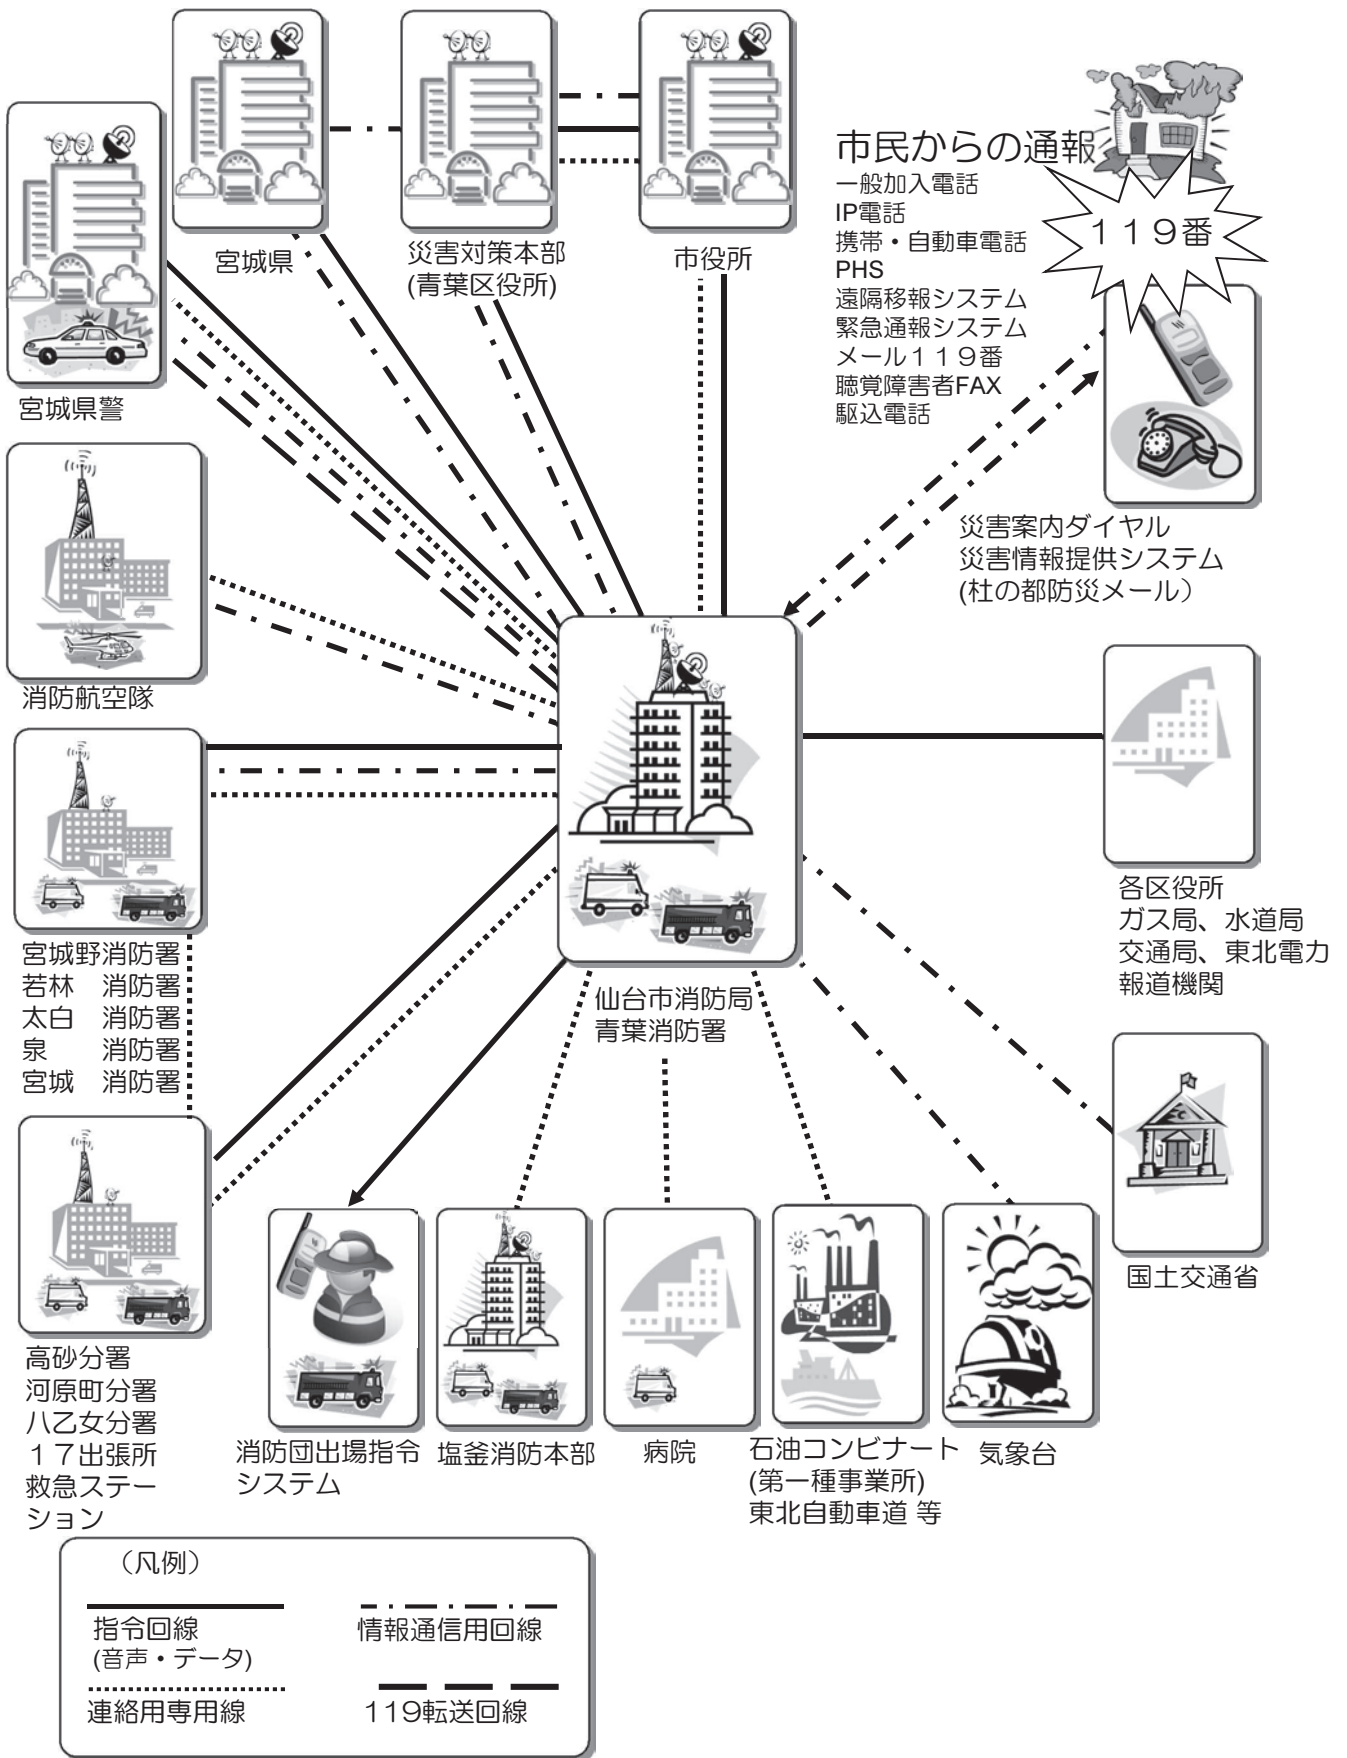 宮城県
災害対策本部
(青葉区役所)
市役所
市民からの通報
一般加入電話
IP電話
携帯・自動車電話
PHS
遠隔移報システム
緊急通報システム
メール１１９番
聴覚障害者FAX
駆込電話
１１９番
宮城県警
災害案内ダイヤル
災害情報提供システム
(杜の都防災メール）
消防航空隊
各区役所
ガス局、水道局
交通局、東北電力
報道機関
宮城野消防署
若林　消防署
太白　消防署
泉　　消防署
宮城　消防署
仙台市消防局
青葉消防署
国土交通省
高砂分署
河原町分署
八乙女分署
１７出張所
救急ステー
ション
消防団出場指令
システム
塩釜消防本部
病院
石油コンビナート
(第一種事業所)
東北自動車道 等
気象台
（凡例）
指令回線
(音声・データ)
情報通信用回線
連絡用専用線
119転送回線